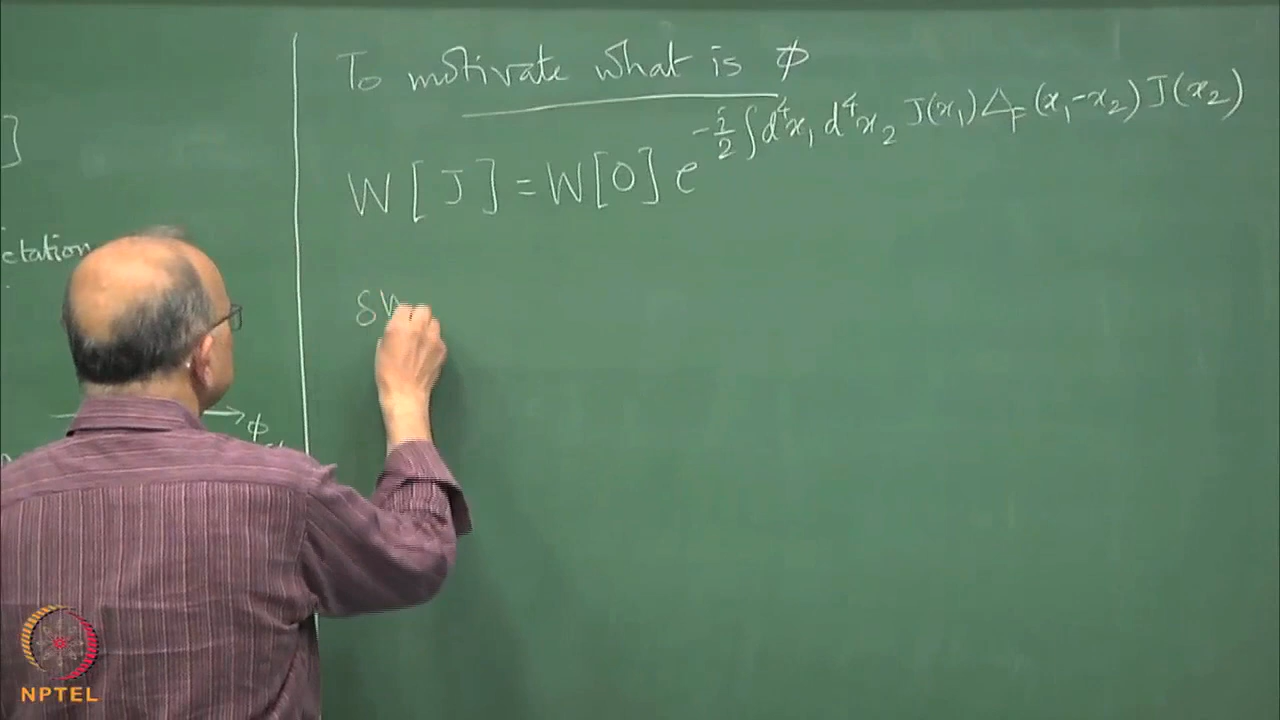 To motivate what is ϕ
W[J] = W[0] e^{-i/2 ∫ d⁴x₁ d⁴x₂ J(x₁) Δ_F (x₁-x₂) J(x₂)}
]
ctation
δW
ϕ
NPTEL